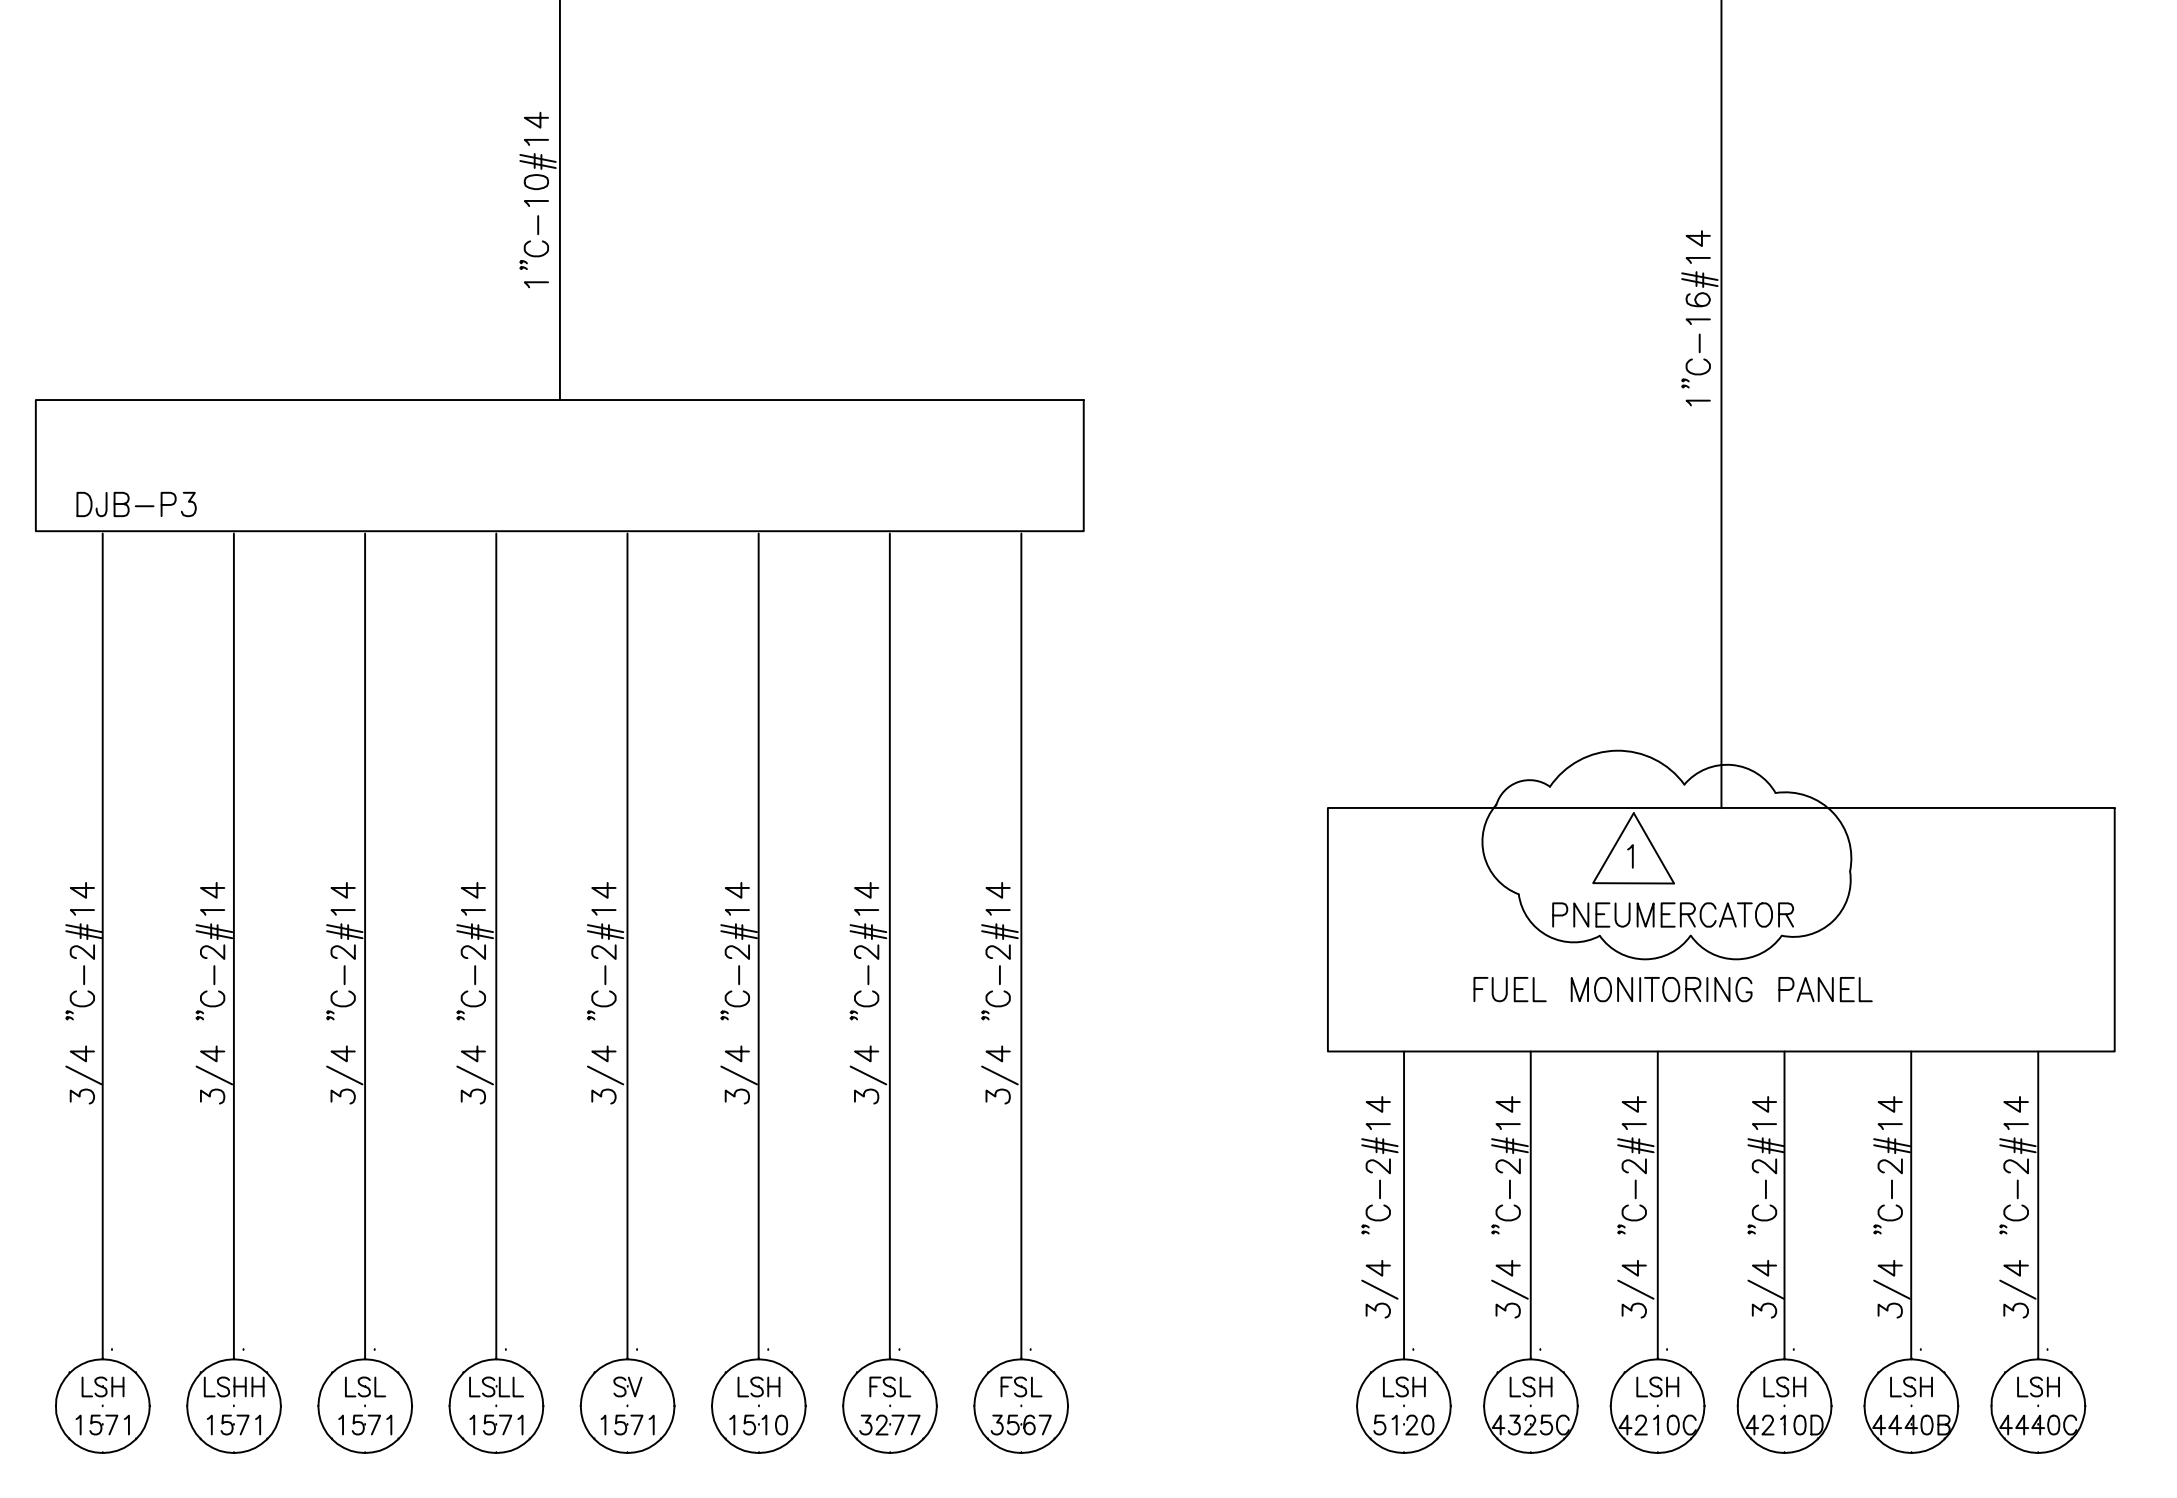 1"C-10#14
1"C-16#14
DJB-P3
1
PNEUMERCATOR
FUEL MONITORING PANEL
3/4 "C-2#14
3/4 "C-2#14
3/4 "C-2#14
3/4 "C-2#14
3/4 "C-2#14
3/4 "C-2#14
3/4 "C-2#14
3/4 "C-2#14
3/4 "C-2#14
3/4 "C-2#14
3/4 "C-2#14
3/4 "C-2#14
3/4 "C-2#14
3/4 "C-2#14
LSH
1571
LSHH
1571
LSL
1571
LSLL
1571
SV
1571
LSH
1510
FSL
3277
FSL
3567
LSH
5120
LSH
4325C
LSH
4210C
LSH
4210D
LSH
4440B
LSH
4440C